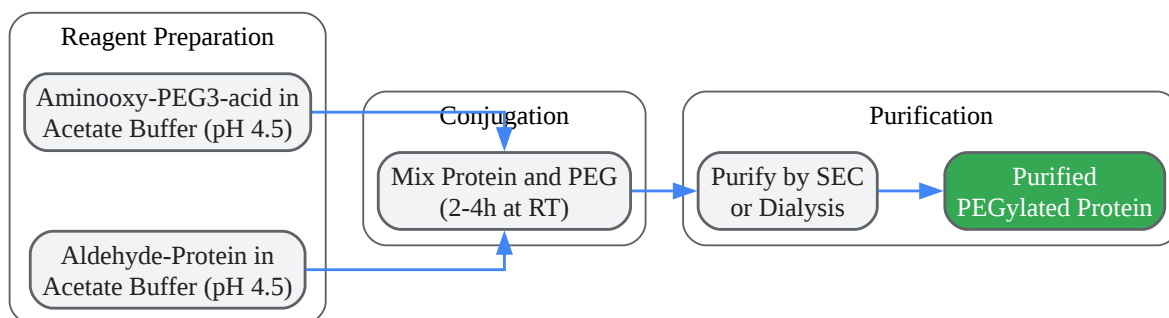 Reagent Preparation
Aminooxy-PEG3-acid in
Acetate Buffer (pH 4.5)
Aldehyde-Protein in
Acetate Buffer (pH 4.5)
Conjugation
Mix Protein and PEG
(2-4h at RT)
Purification
Purify by SEC
or Dialysis
Purified
PEGylated Protein